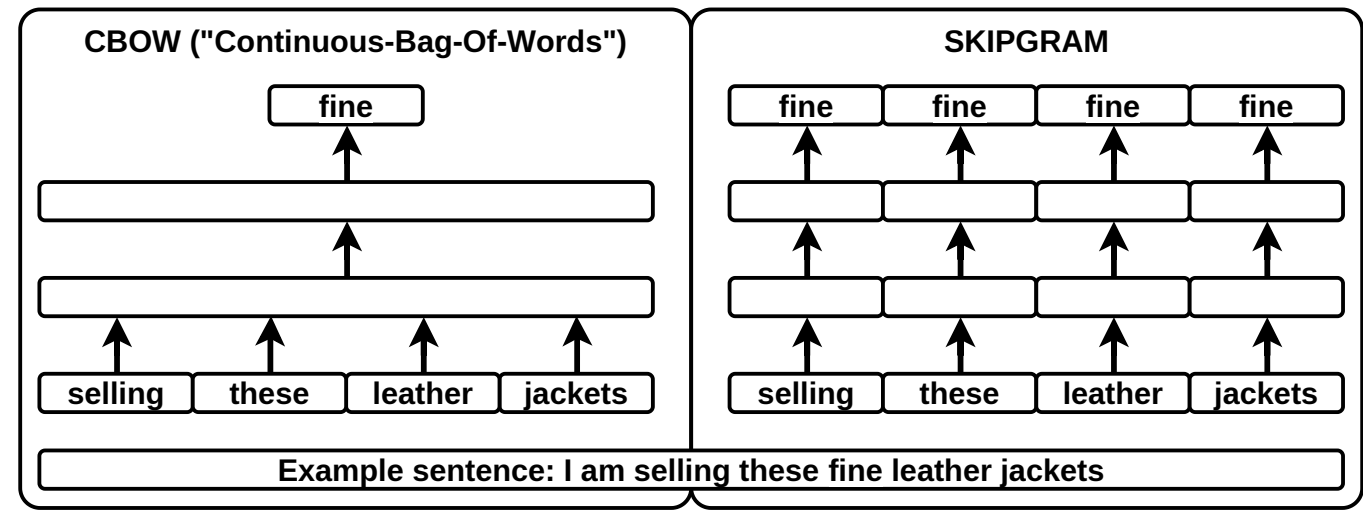 CBOW ("Continuous-Bag-Of-Words")
fine
selling these leather jackets
SKIPGRAM
fine fine fine fine
selling these leather jackets
Example sentence: I am selling these fine leather jackets